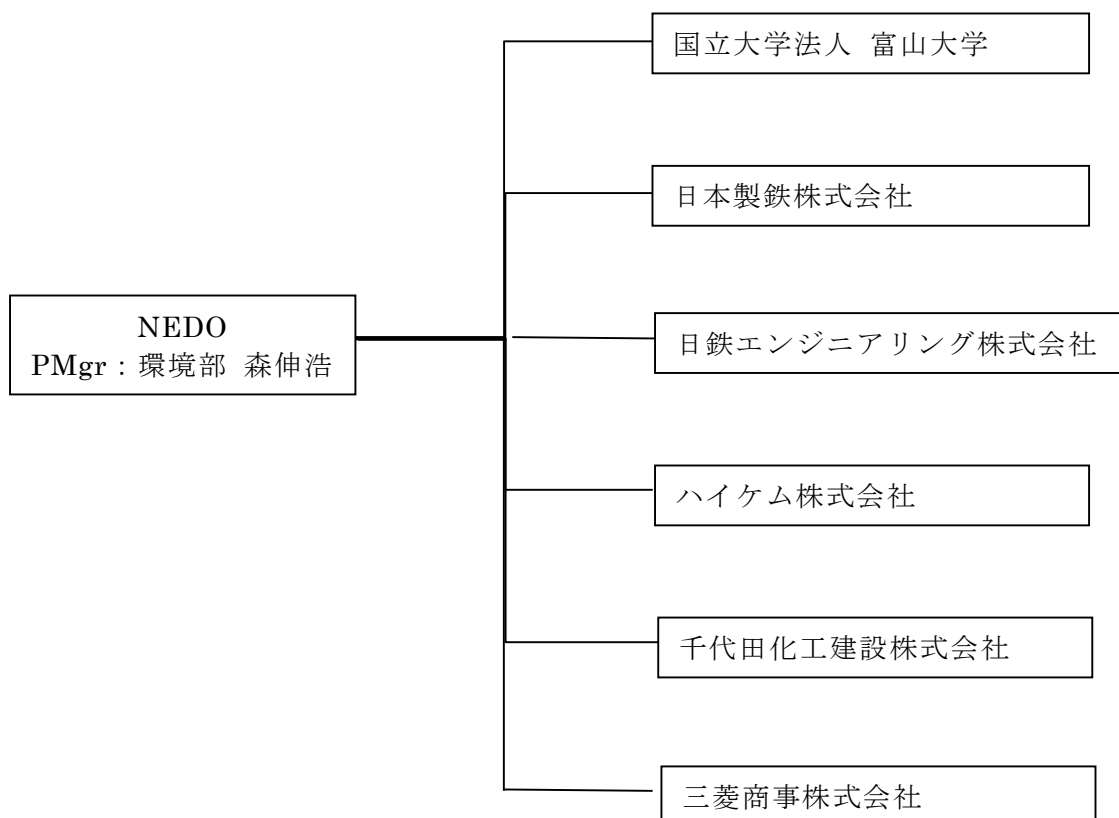 国立大学法人 富山大学
日本製鉄株式会社
NEDO
PMgr：環境部 森伸浩
日鉄エンジニアリング株式会社
ハイケム株式会社
千代田化工建設株式会社
三菱商事株式会社